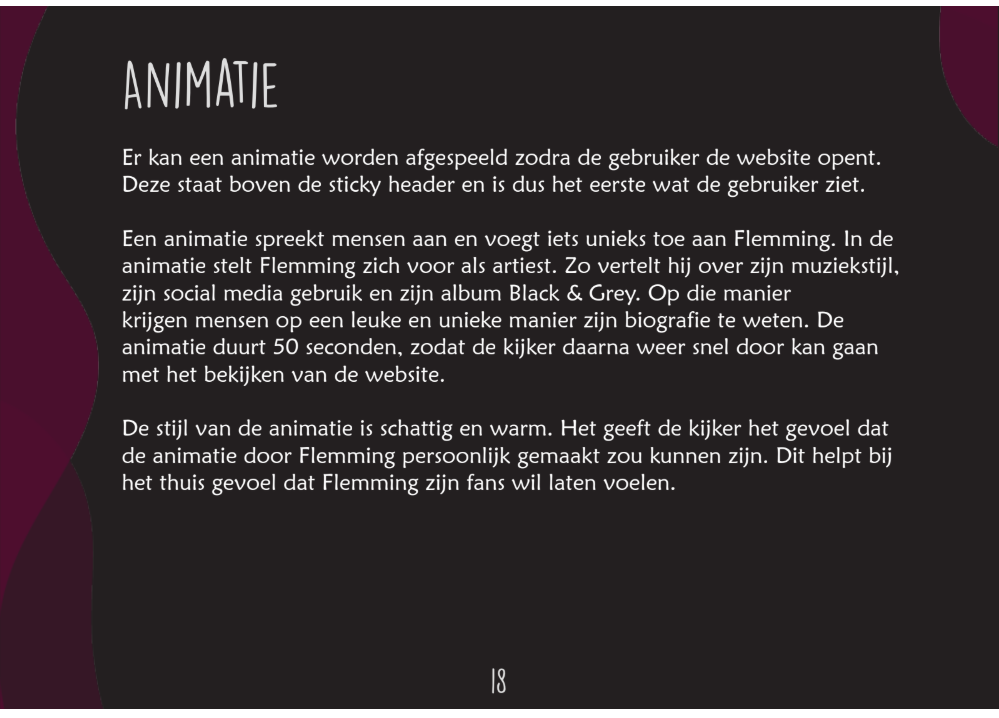 ANIMATIE
Er kan een animatie worden afgespeeld zodra de gebruiker de website opent.
Deze staat boven de sticky header en is dus het eerste wat de gebruiker ziet.
Een animatie spreekt mensen aan en voegt iets unieks toe aan Flemming. In de
animatie stelt Flemming zich voor als artiest. Zo vertelt hij over zijn muziekstijl,
zijn social media gebruik en zijn album Black & Grey. Op die manier
krijgen mensen op een leuke en unieke manier zijn biografie te weten. De
animatie duurt 50 seconden, zodat de kijker daarna weer snel door kan gaan
met het bekijken van de website.
De stijl van de animatie is schattig en warm. Het geeft de kijker het gevoel dat
de animatie door Flemming persoonlijk gemaakt zou kunnen zijn. Dit helpt bij
het thuis gevoel dat Flemming zijn fans wil laten voelen.
18